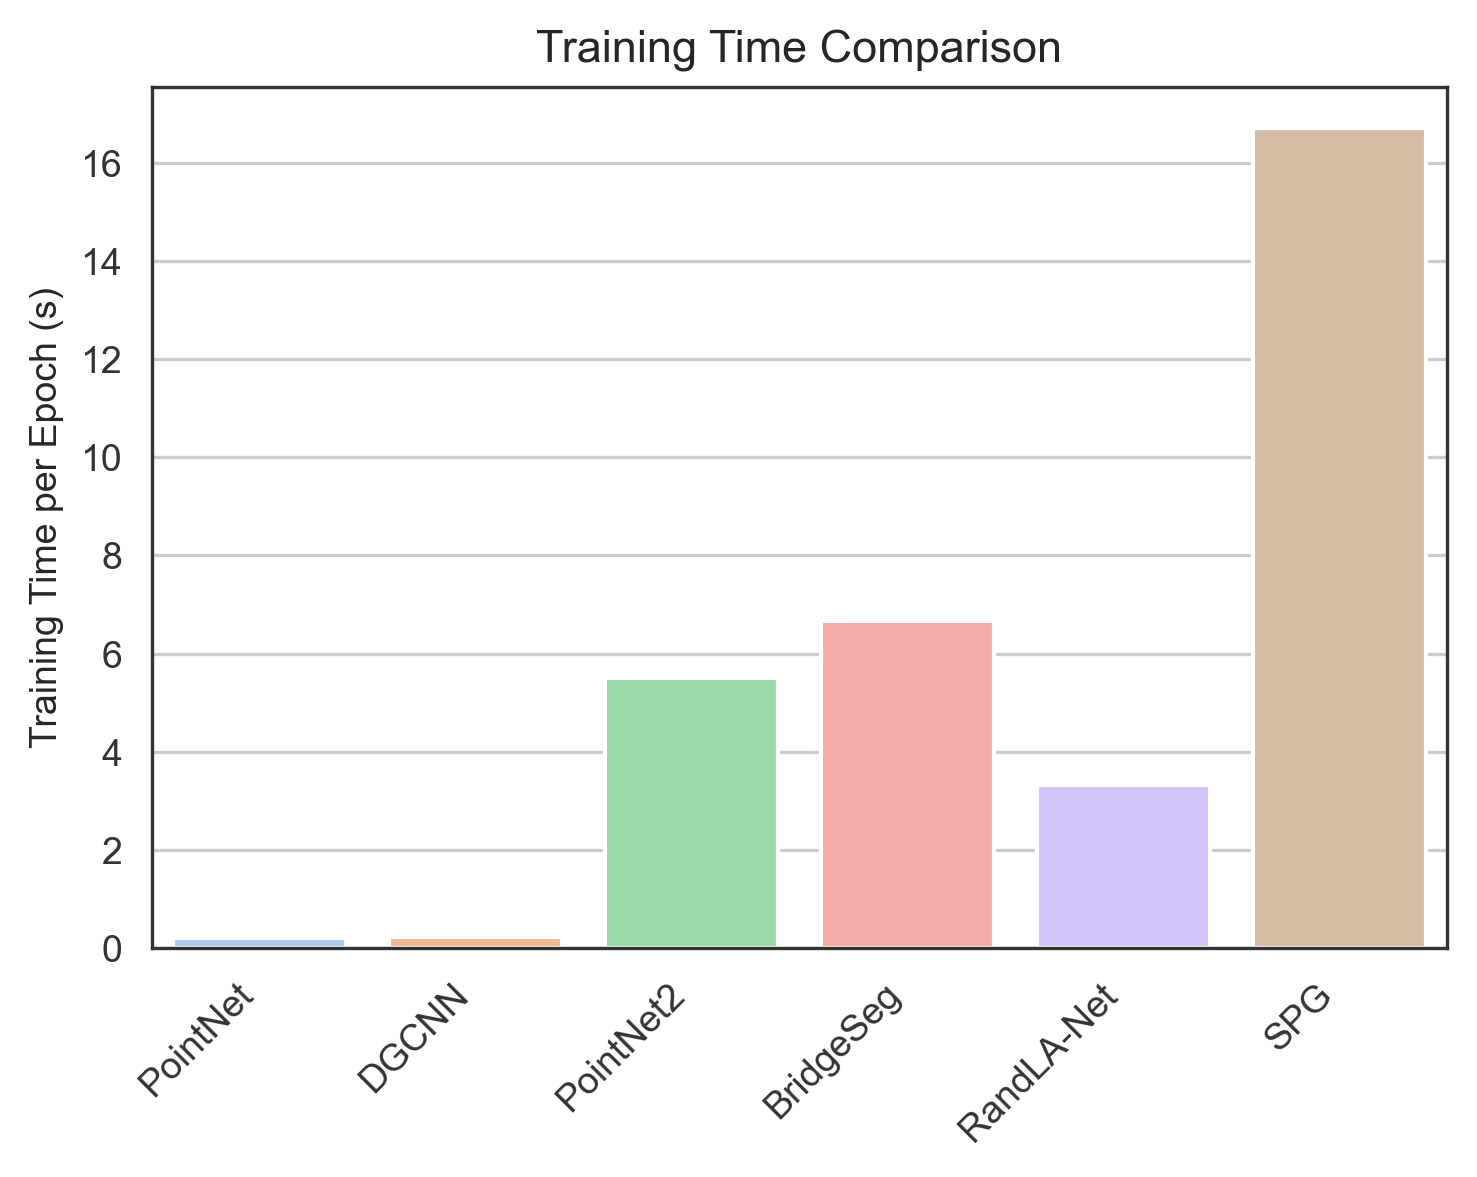 Training Time Comparison
Training Time per Epoch (s)
16
14
12
10
8
6
4
2
0
PointNet
DGCNN
PointNet2
BridgeSeg
RandLA-Net
SPG